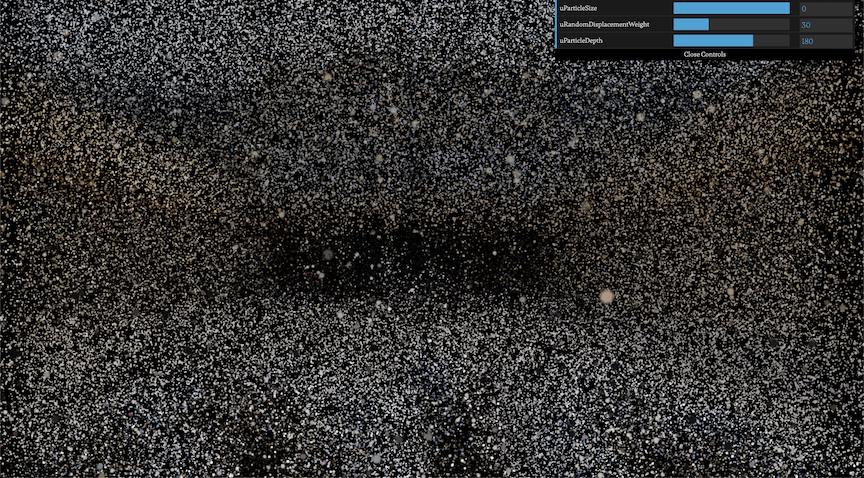 uParticleSize 0
uRandomDisplacementWeight 30
uParticleDepth 180
Close Controls